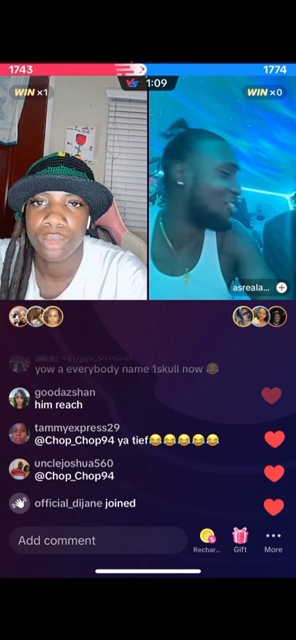 1743
1774
WIN ×1
VS 1:09
WIN ×0
asreala...
yow a everybody name 1skull now 😂
goodazshan
him reach
tammyexpress29
@Chop_Chop94 ya tief😂😂😂😂😂
unclejoshua560
@Chop_Chop94
official_dijane joined
Add comment
Rechar...
Gift
More